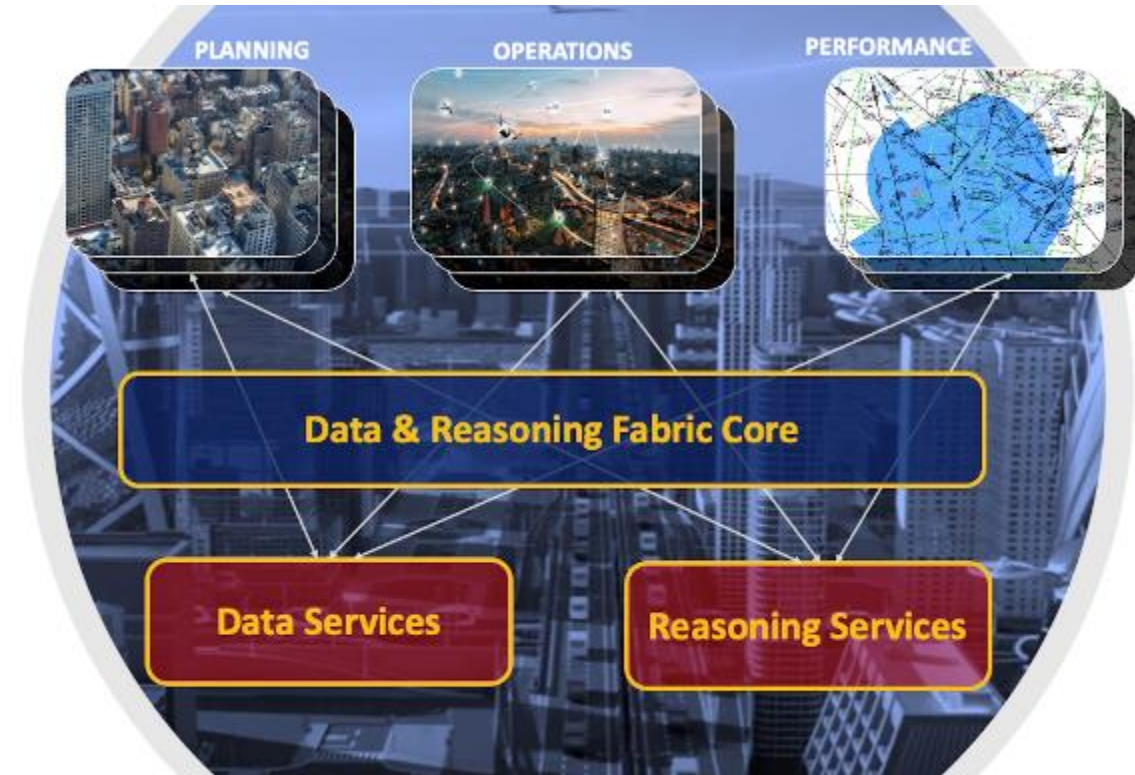 PLANNING
OPERATIONS
PERFORMANCE
Data & Reasoning Fabric Core
Data Services
Reasoning Services